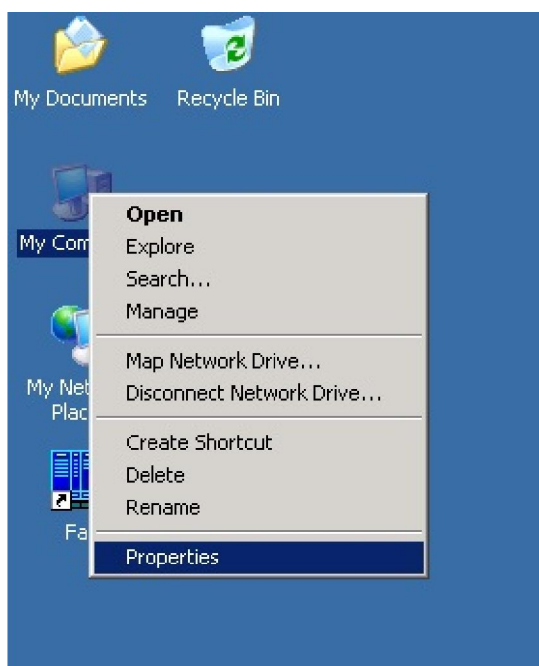 My Documents
Recycle Bin
My Com
Open
Explore
Search...
Manage
Map Network Drive...
Disconnect Network Drive...
My Net
Plac
Create Shortcut
Delete
Rename
Fa
Properties